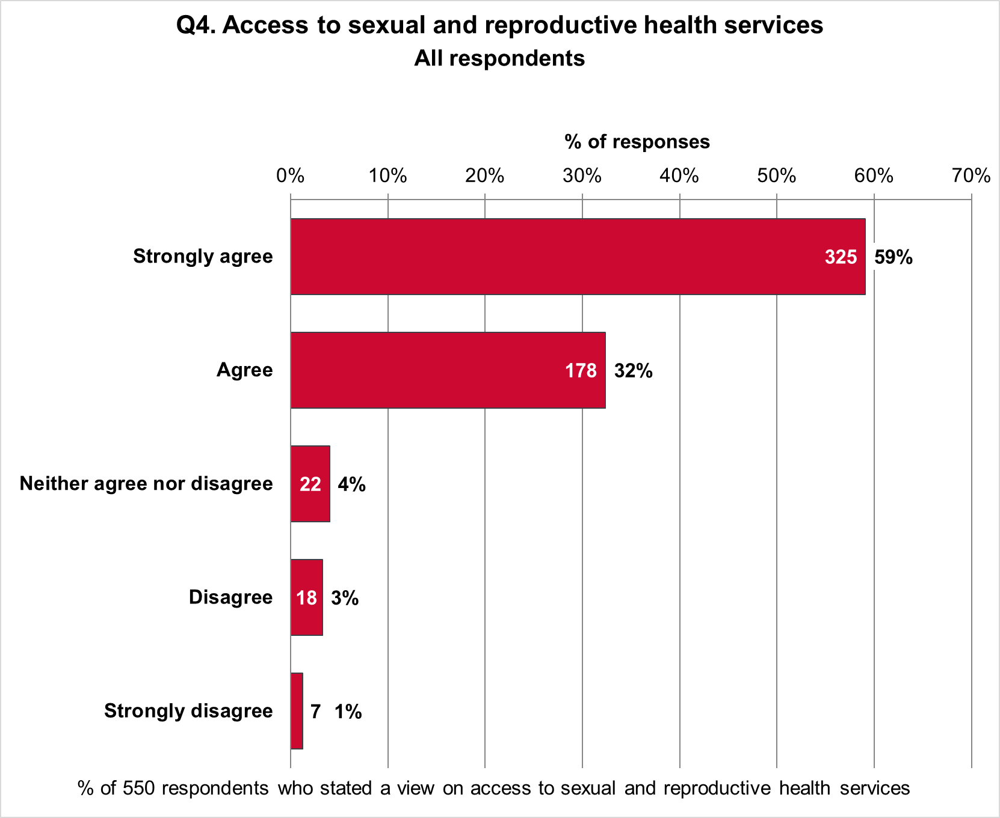 Q4. Access to sexual and reproductive health services
All respondents
% of responses
0% 10% 20% 30% 40% 50% 60% 70%
Strongly agree 325 59%
Agree 178 32%
Neither agree nor disagree 22 4%
Disagree 18 3%
Strongly disagree 7 1%
% of 550 respondents who stated a view on access to sexual and reproductive health services